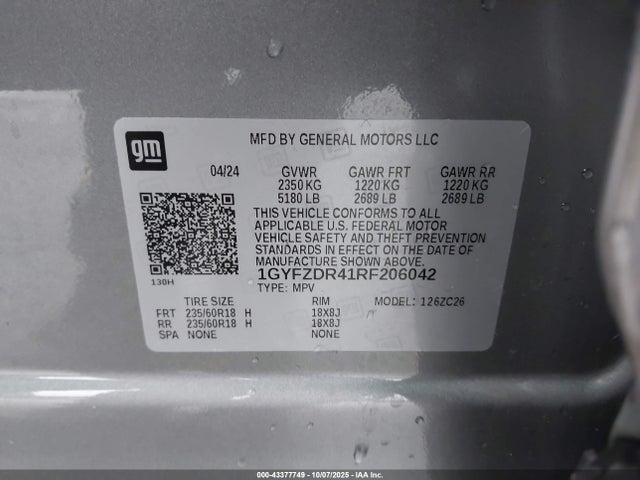 gm
MFD BY GENERAL MOTORS LLC
04/24 GVWR GAWR FRT GAWR RR
2350 KG 1220 KG 1220 KG
5180 LB 2689 LB 2689 LB
THIS VEHICLE CONFORMS TO ALL
APPLICABLE U.S. FEDERAL MOTOR
VEHICLE SAFETY AND THEFT PREVENTION
STANDARDS IN EFFECT ON THE DATE OF
MANUFACTURE SHOWN ABOVE.
130H
1GYFZDR41RF206042
TYPE: MPV MODEL: 126ZC26
TIRE SIZE RIM
FRT 235/60R18 H 18X8J
RR 235/60R18 H 18X8J
SPA NONE NONE
000-43377749 - 10/07/2025 - IAA Inc.